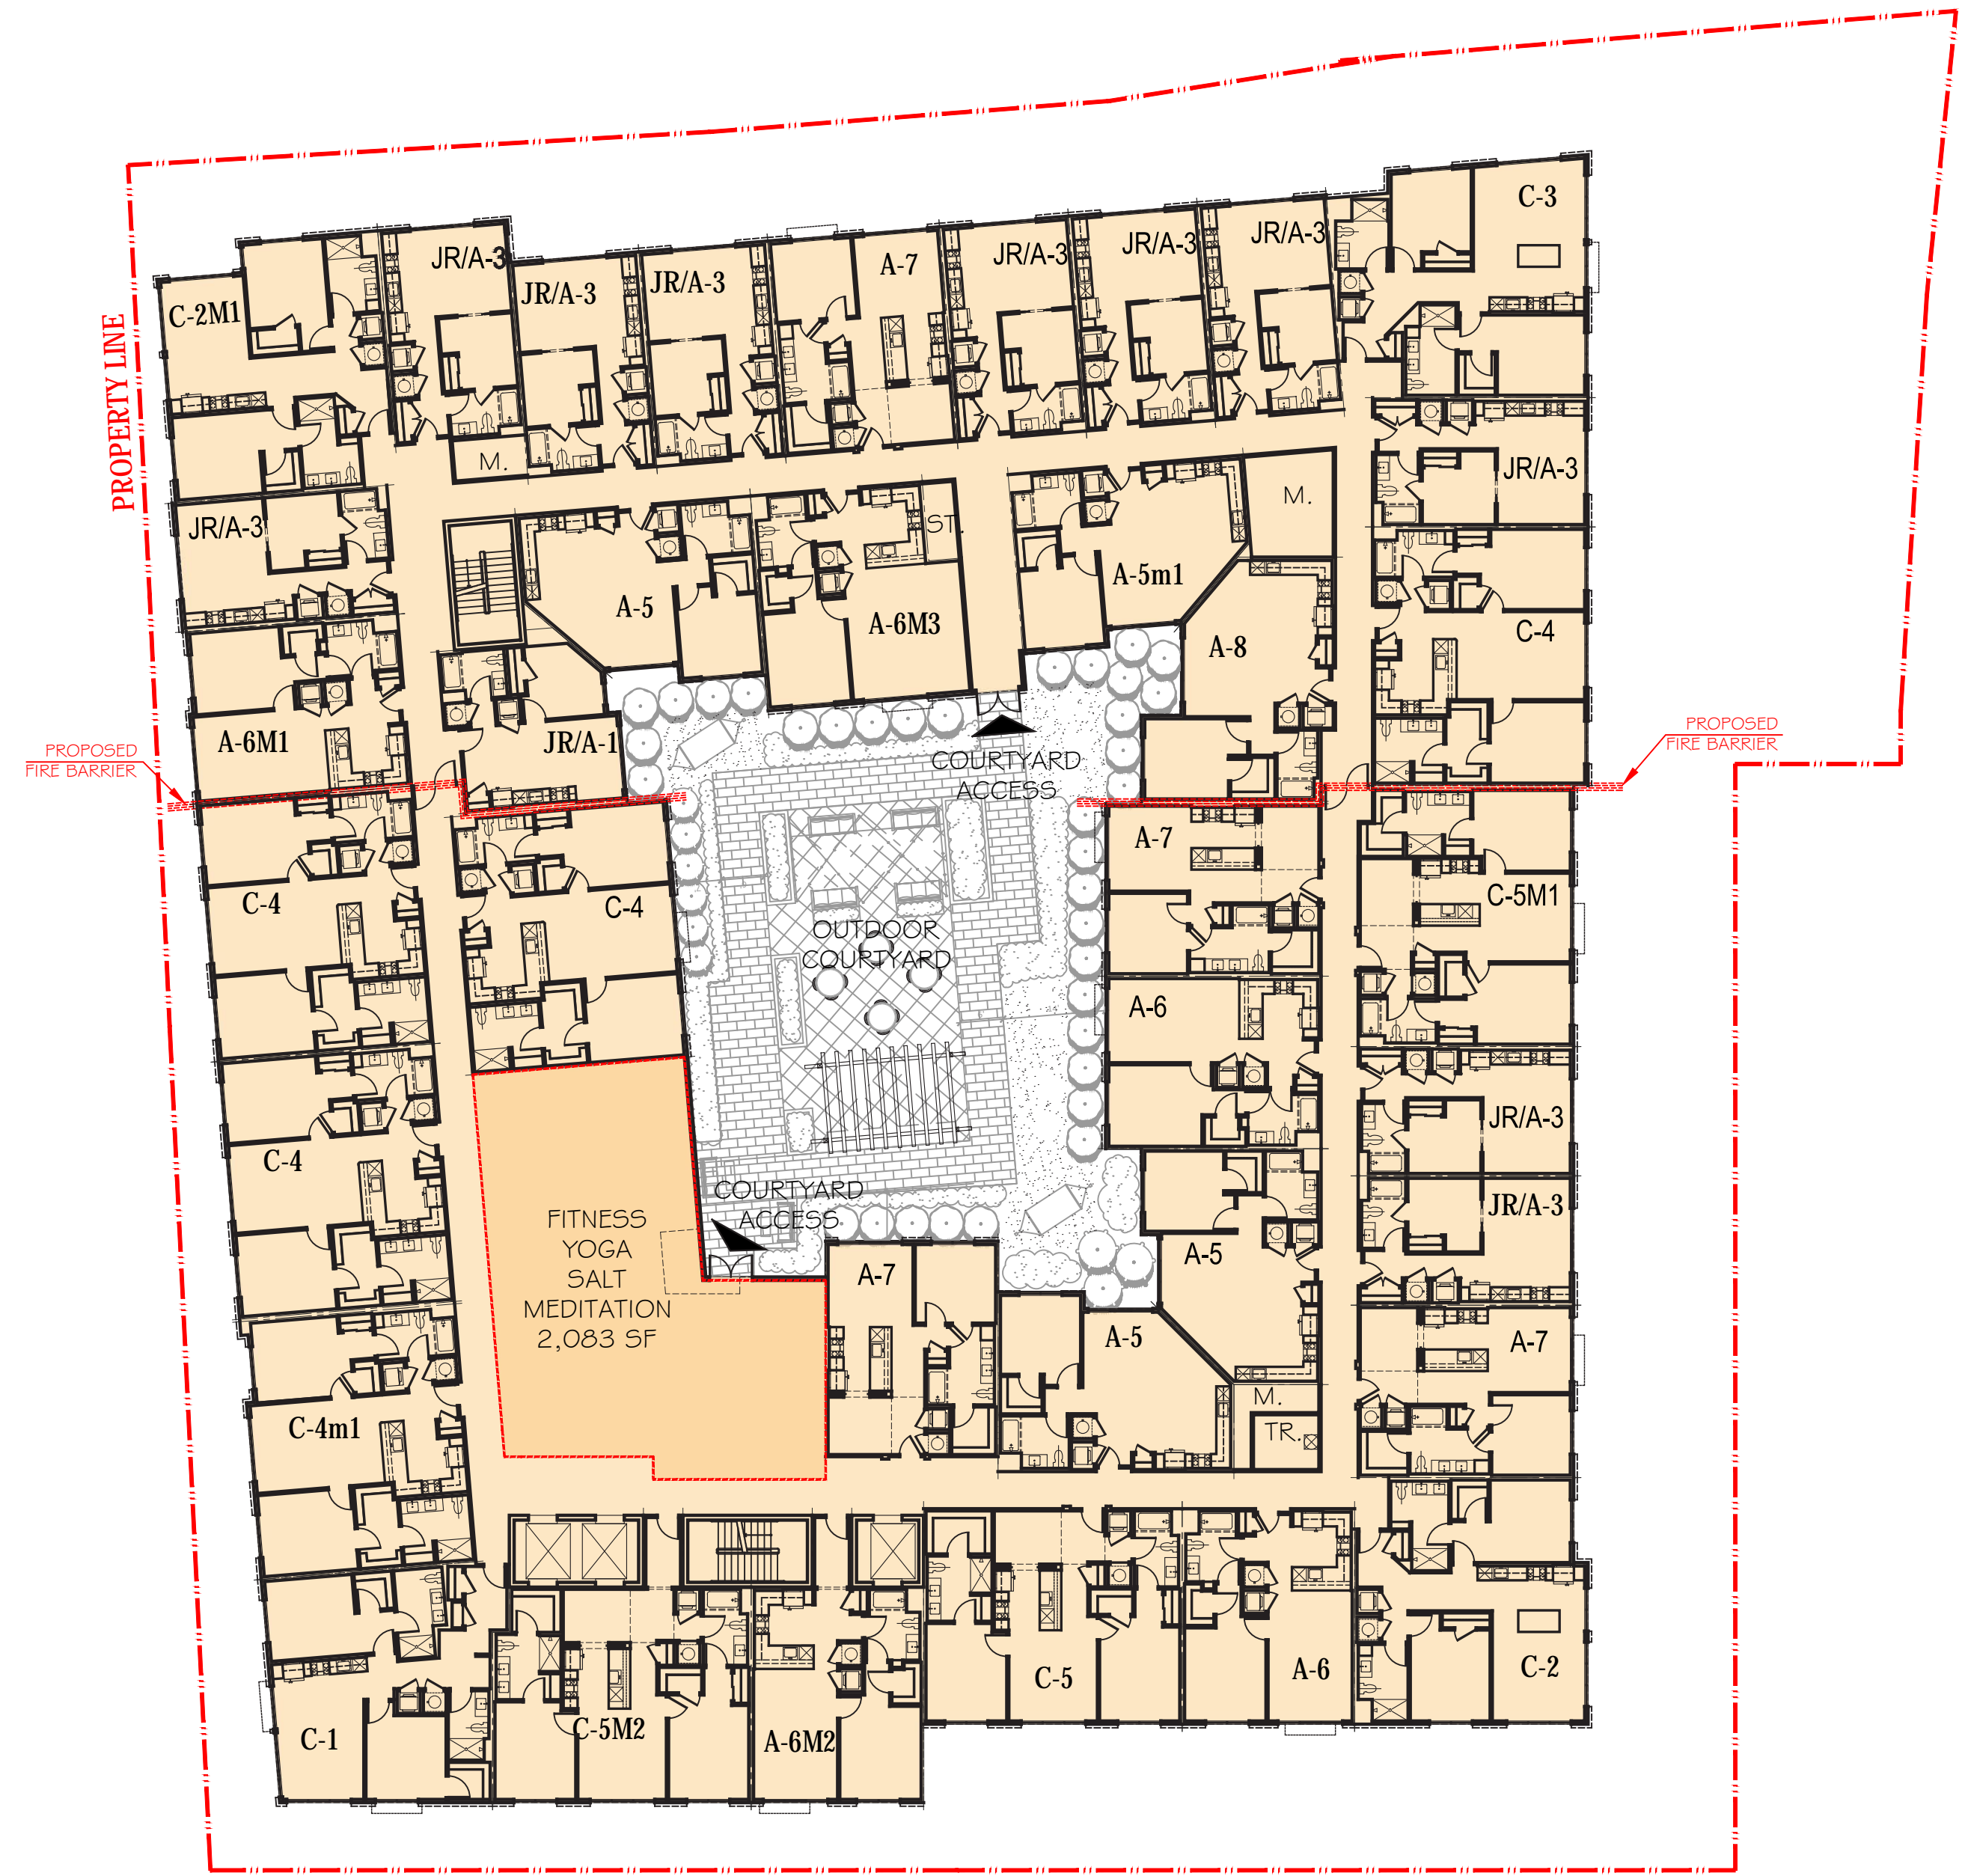 C-3
JR/A-3
JR/A-3
JR/A-3
A-7
JR/A-3
JR/A-3
JR/A-3
C-2M1
PROPERTY LINE
M.
JR/A-3
M.
JR/A-3
ST.
A-5m1
A-5
A-6M3
A-8
C-4
A-6M1
JR/A-1
PROPOSED
FIRE BARRIER
PROPOSED
FIRE BARRIER
COURTYARD
ACCESS
A-7
C-4
C-4
C-5M1
OUTDOOR
COURTYARD
A-6
JR/A-3
C-4
COURTYARD
ACCESS
JR/A-3
FITNESS
YOGA
SALT
MEDITATION
2,083 SF
A-7
A-5
A-5
A-7
M.
TR.
C-4m1
C-1
C-5M2
A-6M2
C-5
A-6
C-2